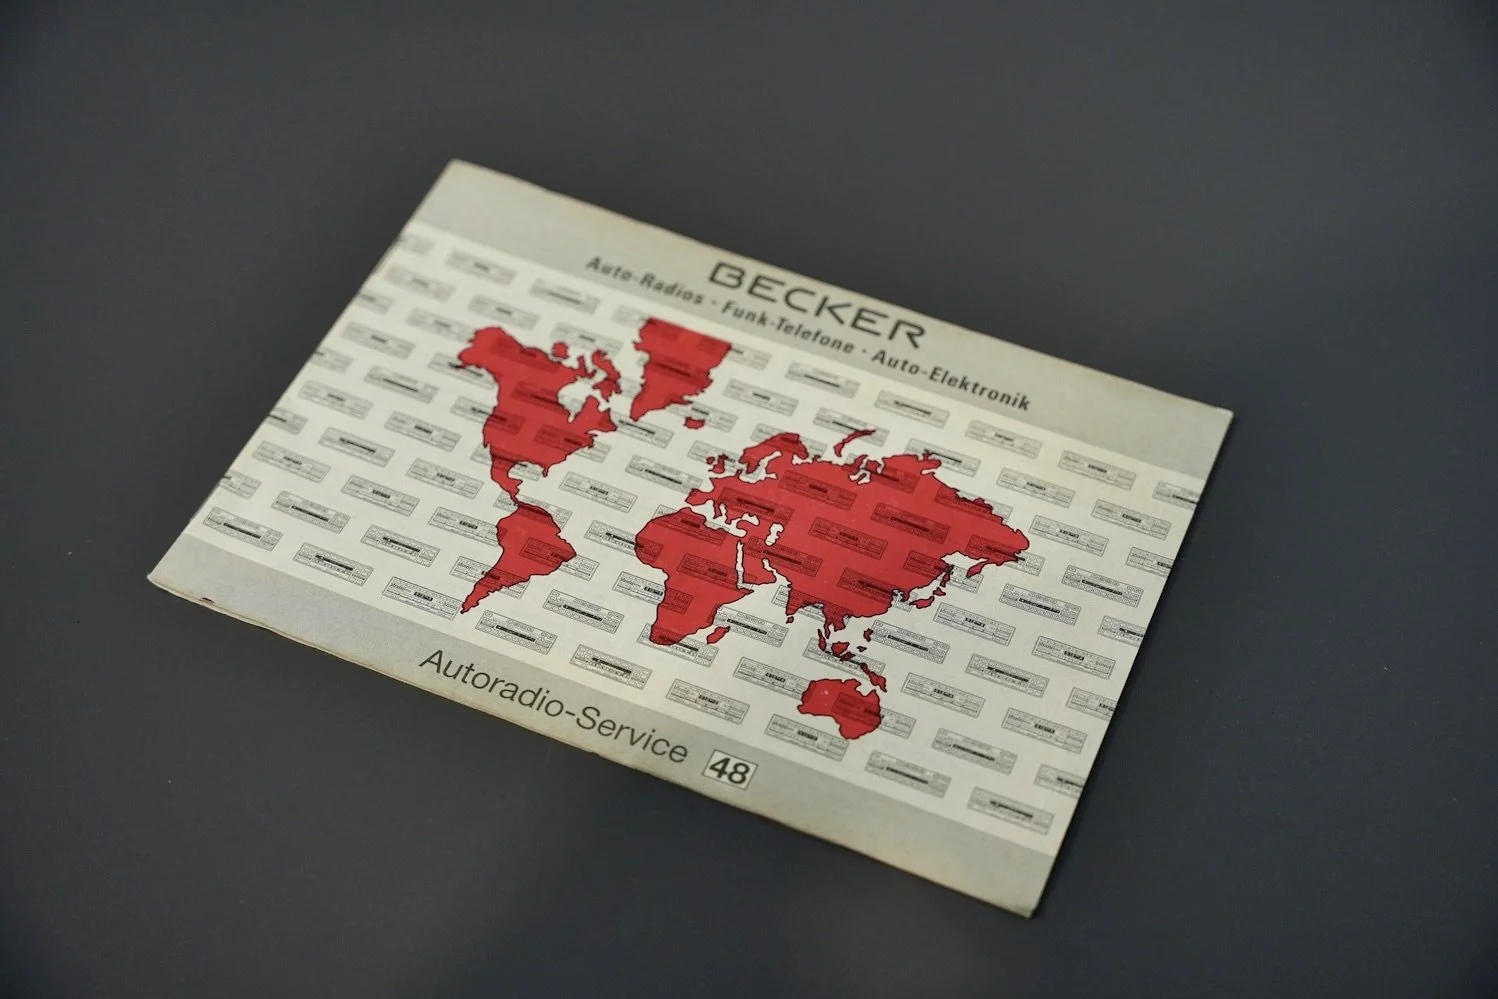 BECKER
Auto-Radios · Funk-Telefone · Auto-Elektronik
Autoradio-Service 48